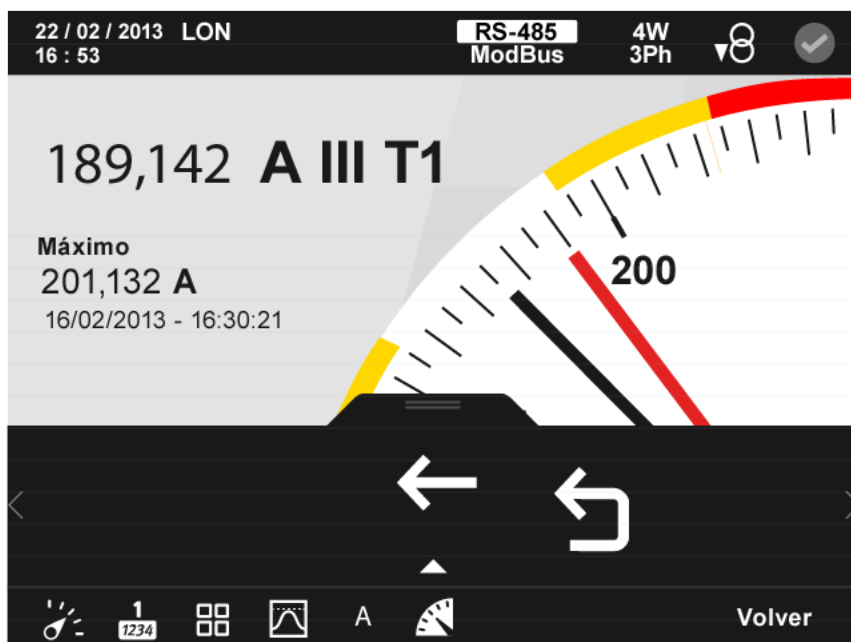 22 / 02 / 2013 LON
16 : 53
RS-485
ModBus
4W
3Ph
189,142 A III T1
Máximo
201,132 A
16/02/2013 - 16:30:21
200
1
1234
A
Volver